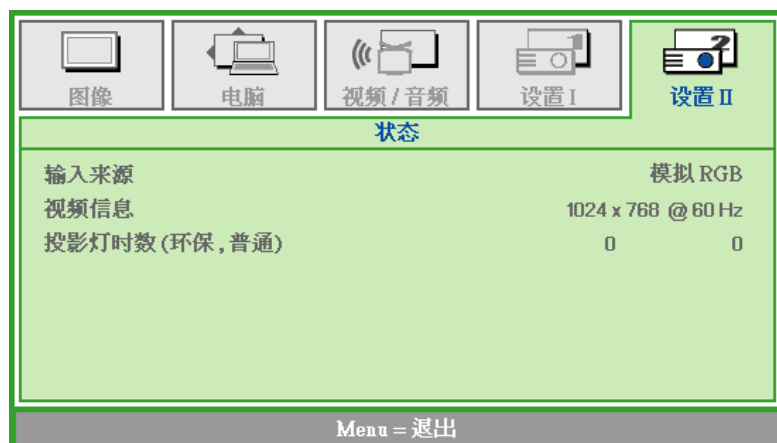 图像 电脑 视频/音频 设置 I 设置 II
状态
输入来源 模拟 RGB
视频信息 1024 x 768 @ 60 Hz
投影灯时数 (环保 , 普通) 0 0
Menu = 退出